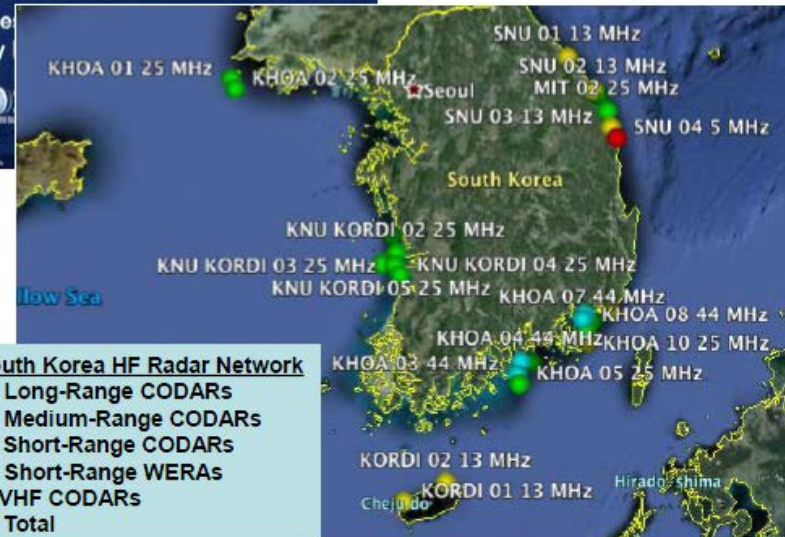 SNU 01 13 MHz
KHOA 01 25 MHz
KHOA 02 25 MHz
Seoul
SNU 02 13 MHz
MIT 02 25 MHz
SNU 03 13 MHz
SNU 04 5 MHz
South Korea
KNU KORDI 02 25 MHz
KNU KORDI 03 25 MHz
KNU KORDI 04 25 MHz
KNU KORDI 05 25 MHz
llow Sea
KHOA 07 44 MHz
KHOA 08 44 MHz
KHOA 04 44 MHz
KHOA 10 25 MHz
KHOA 03 44 MHz
KHOA 05 25 MHz
outh Korea HF Radar Network
Long-Range CODARs
Medium-Range CODARs
Short-Range CODARs
Short-Range WERAs
VHF CODARs
Total
KORDI 02 13 MHz
KORDI 01 13 MHz
Cheju do
Hirado-shima